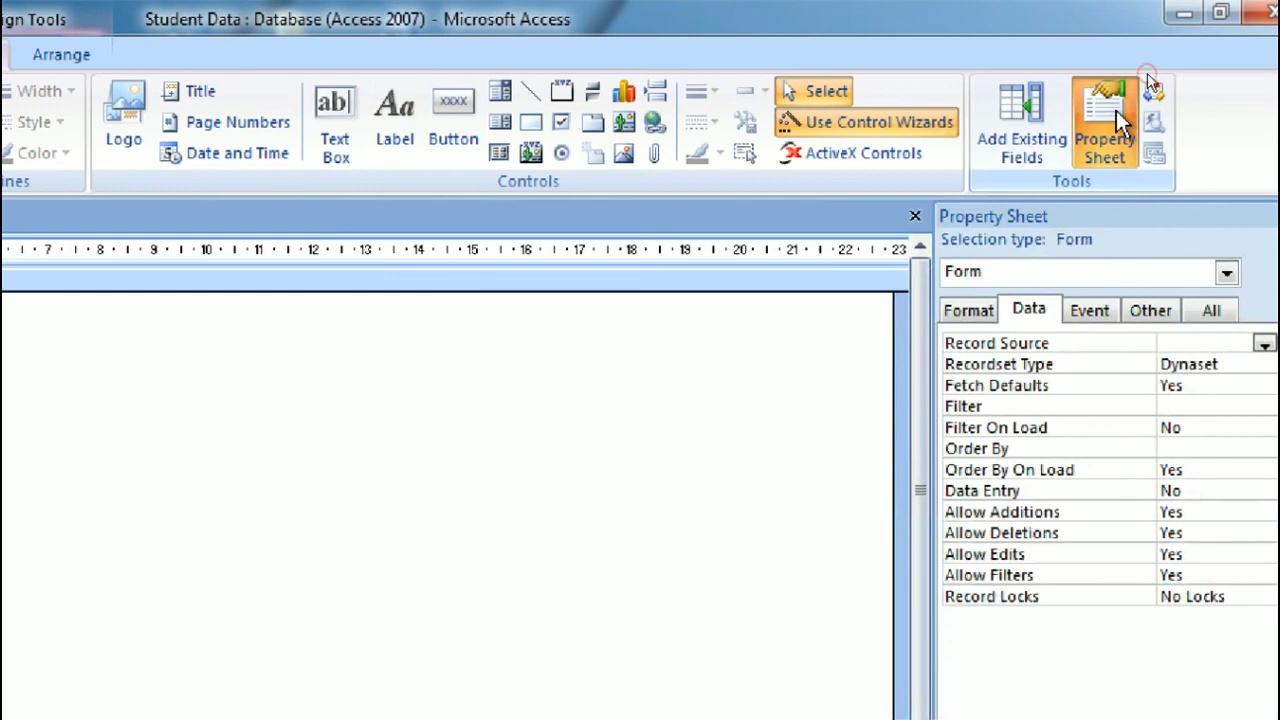 ign Tools
Student Data : Database (Access 2007) - Microsoft Access
Arrange
Width
Style
Color
ines
Logo
Title
Page Numbers
Date and Time
ab|
Text
Box
Aa
Label
xxxx
Button
XYZ
Select
Use Control Wizards
ActiveX Controls
Controls
Add Existing
Fields
Property
Sheet
Tools
7 8 9 10 11 12 13 14 15 16 17 18 19 20 21 22 23
Property Sheet
Selection type: Form
Form
Format Data Event Other All
Record Source
Recordset Type Dynaset
Fetch Defaults Yes
Filter
Filter On Load No
Order By
Order By On Load Yes
Data Entry No
Allow Additions Yes
Allow Deletions Yes
Allow Edits Yes
Allow Filters Yes
Record Locks No Locks